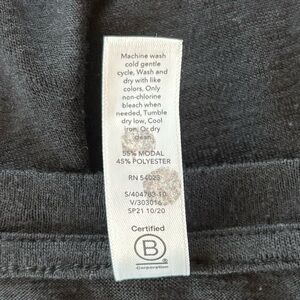 Machine wash
cold gentle
cycle, Wash and
dry with like
colors, Only
non-chlorine
bleach when
needed, Tumble
dry low, Cool
iron, Or dry
clean.
55% MODAL
45% POLYESTER
RN 54023
S/404783-10
V/303016
SP21 10/20
Certified
B
Corporation